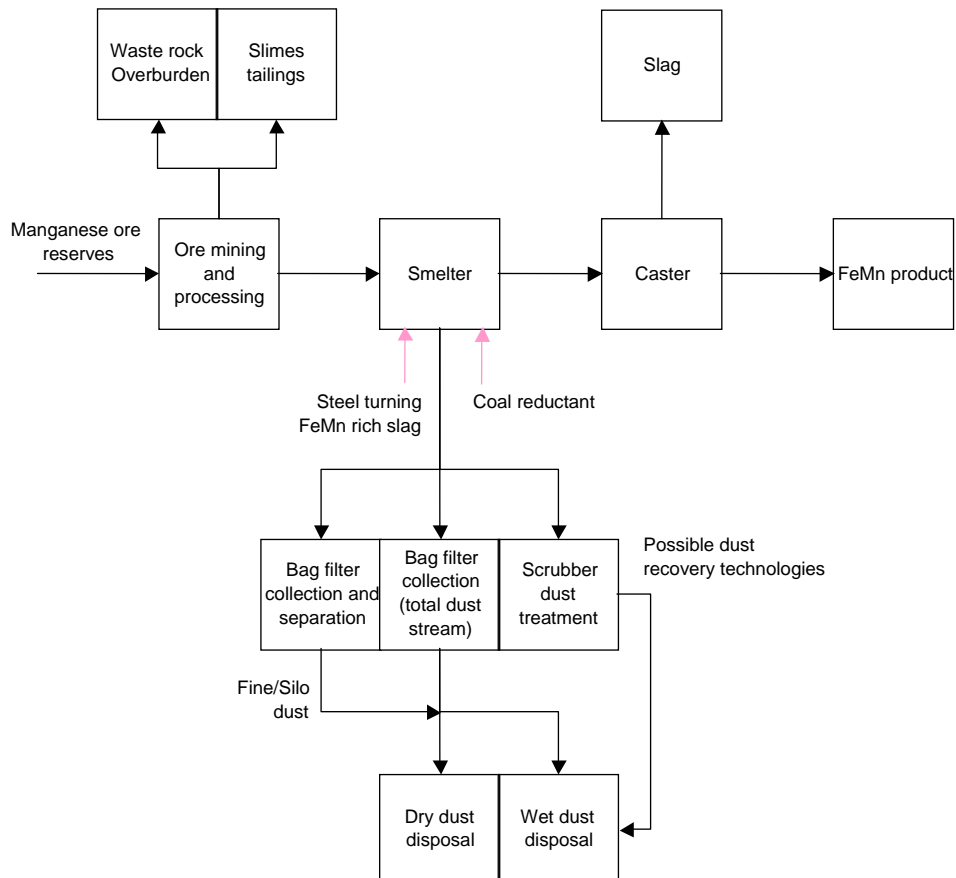 Waste rock
Overburden
Slimes
tailings
Slag
Manganese ore
reserves
Ore mining
and
processing
Smelter
Caster
FeMn product
Steel turning
FeMn rich slag
Coal reductant
Bag filter
collection and
separation
Bag filter
collection
(total dust
stream)
Scrubber
dust
treatment
Possible dust
recovery technologies
Fine/Silo
dust
Dry dust
disposal
Wet dust
disposal